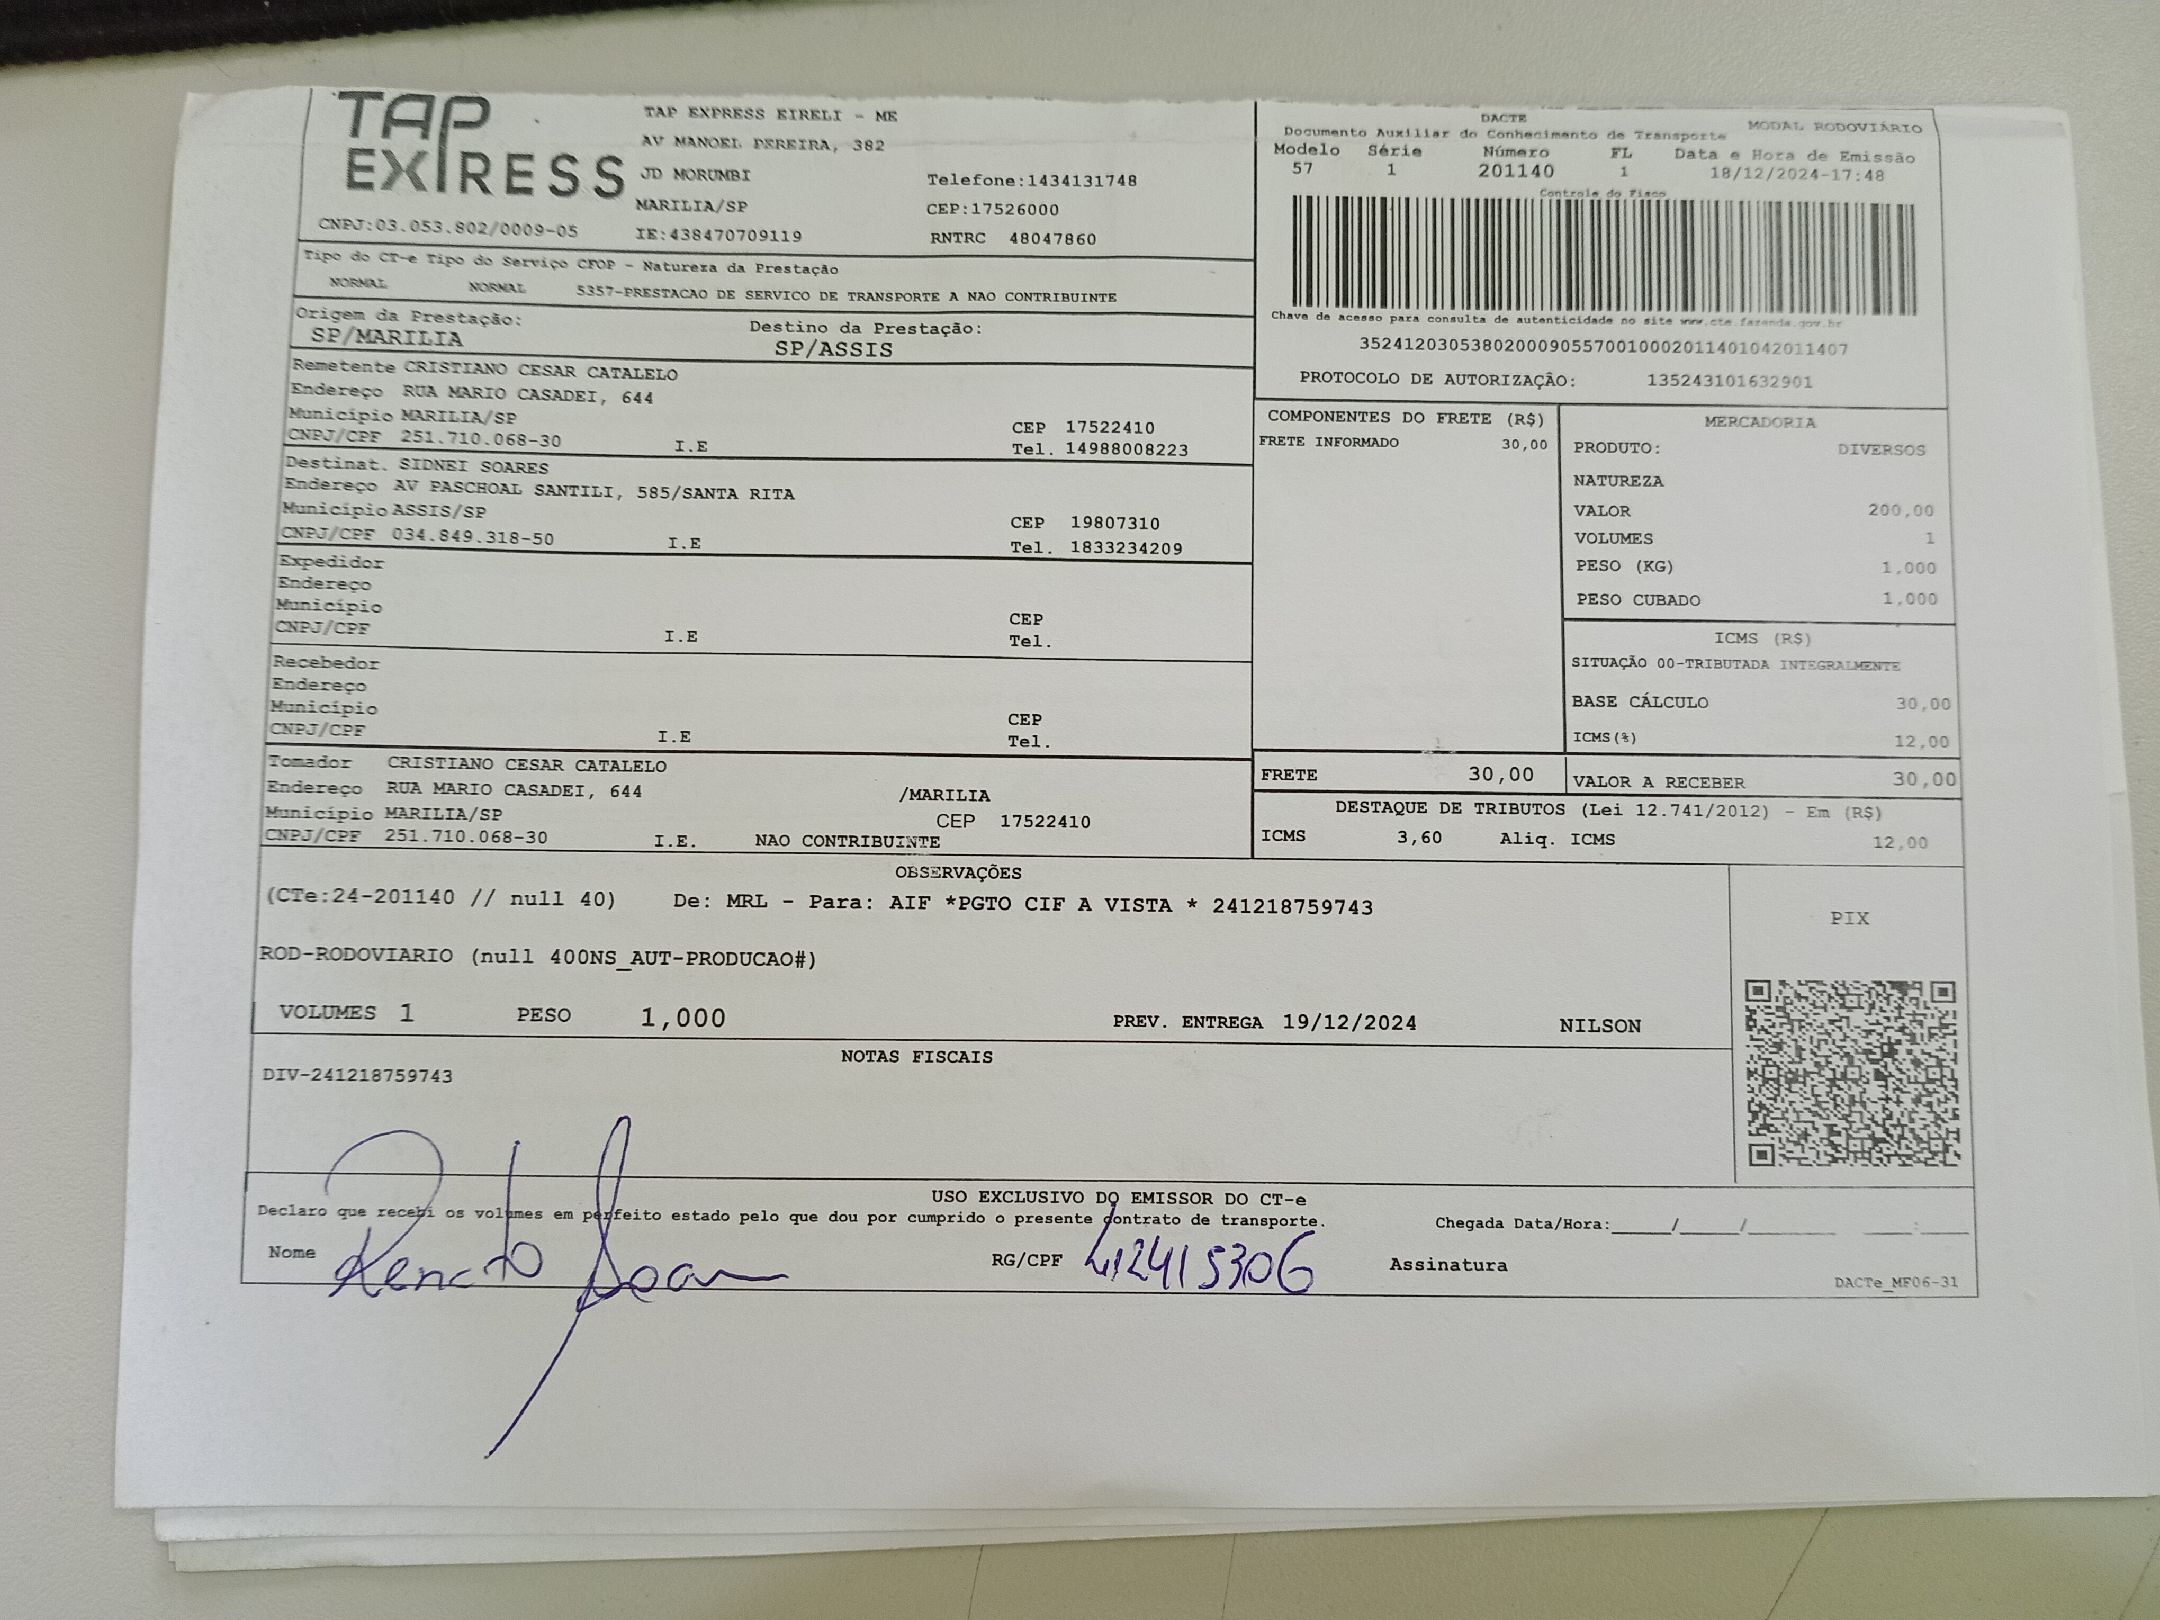 TAP EXPRESS
TAP EXPRESS EIRELI - ME
AV MANOEL PEREIRA, 382
JD MORUMBI
Telefone:1434131748
MARILIA/SP
CEP:17526000
CNPJ:03.053.802/0009-05
IE:438470709119
RNTRC 48047860
DACTE
MODAL RODOVIÁRIO
Documento Auxiliar do Conhecimento de Transporte
Modelo Série Número FL Data e Hora de Emissão
57 1 201140 1 18/12/2024-17:48
Controle do Fisco
Chave de acesso para consulta de autenticidade no site www.cte.fazenda.gov.br
35241203053802000905570010002011401042011407
PROTOCOLO DE AUTORIZAÇÃO: 135243101632901
Tipo do CT-e Tipo do Serviço CFOP - Natureza da Prestação
NORMAL NORMAL 5357-PRESTACAO DE SERVICO DE TRANSPORTE A NAO CONTRIBUINTE
Origem da Prestação: Destino da Prestação:
SP/MARILIA SP/ASSIS
Remetente CRISTIANO CESAR CATALELO
Endereço RUA MARIO CASADEI, 644
Município MARILIA/SP CEP 17522410
CNPJ/CPF 251.710.068-30 I.E Tel. 14988008223
Destinat. SIDNEI SOARES
Endereço AV PASCHOAL SANTILI, 585/SANTA RITA
Município ASSIS/SP CEP 19807310
CNPJ/CPF 034.849.318-50 I.E Tel. 1833234209
Expedidor
Endereço
Município CEP
CNPJ/CPF I.E Tel.
Recebedor
Endereço
Município CEP
CNPJ/CPF I.E Tel.
Tomador CRISTIANO CESAR CATALELO
Endereço RUA MARIO CASADEI, 644 /MARILIA
Município MARILIA/SP CEP 17522410
CNPJ/CPF 251.710.068-30 I.E. NAO CONTRIBUINTE
COMPONENTES DO FRETE (R$)
FRETE INFORMADO 30,00
MERCADORIA
PRODUTO: DIVERSOS
NATUREZA
VALOR 200,00
VOLUMES 1
PESO (KG) 1,000
PESO CUBADO 1,000
ICMS (R$)
SITUAÇÃO 00-TRIBUTADA INTEGRALMENTE
BASE CÁLCULO 30,00
ICMS(%) 12,00
FRETE 30,00
VALOR A RECEBER 30,00
DESTAQUE DE TRIBUTOS (Lei 12.741/2012) - Em (R$)
ICMS 3,60 Aliq. ICMS 12,00
OBSERVAÇÕES
(CTe:24-201140 // null 40) De: MRL - Para: AIF *PGTO CIF A VISTA * 241218759743
ROD-RODOVIARIO (null 400NS_AUT-PRODUCAO#)
VOLUMES 1 PESO 1,000 PREV. ENTREGA 19/12/2024 NILSON
PIX
NOTAS FISCAIS
DIV-241218759743
USO EXCLUSIVO DO EMISSOR DO CT-e
Declaro que recebi os volumes em perfeito estado pelo que dou por cumprido o presente contrato de transporte.
Chegada Data/Hora:____/____/____ ____:____
Nome Renato RG/CPF 412415306 Assinatura
DACTe_MF06-31